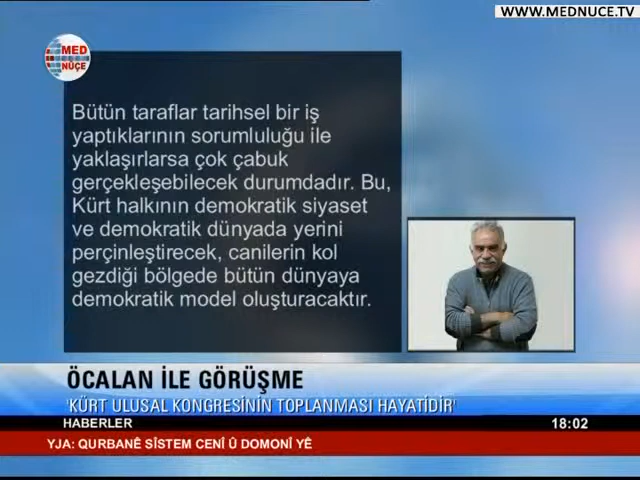 WWW.MEDNUCE.TV
MED
NÛÇE
Bütün taraflar tarihsel bir iş
yaptıklarının sorumluluğu ile
yaklaşırlarsa çok çabuk
gerçekleşebilecek durumdadır. Bu,
Kürt halkının demokratik siyaset
ve demokratik dünyada yerini
perçinleştirecek, canilerin kol
gezdiği bölgede bütün dünyaya
demokratik model oluşturacaktır.
ÖCALAN İLE GÖRÜŞME
'KÜRT ULUSAL KONGRESİNİN TOPLANMASI HAYATİDİR'
HABERLER
18:02
YJA: QURBANÊ SÎSTEM CENÎ Û DOMONÎ YÊ